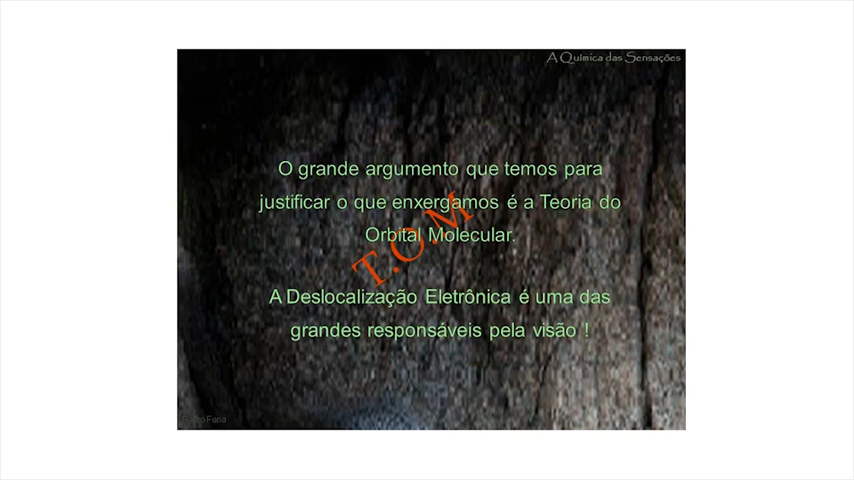 A Química das Sensações
O grande argumento que temos para
justificar o que enxergamos é a Teoria do
Orbital Molecular.
T.O.M
A Deslocalização Eletrônica é uma das
grandes responsáveis pela visão !
Faria